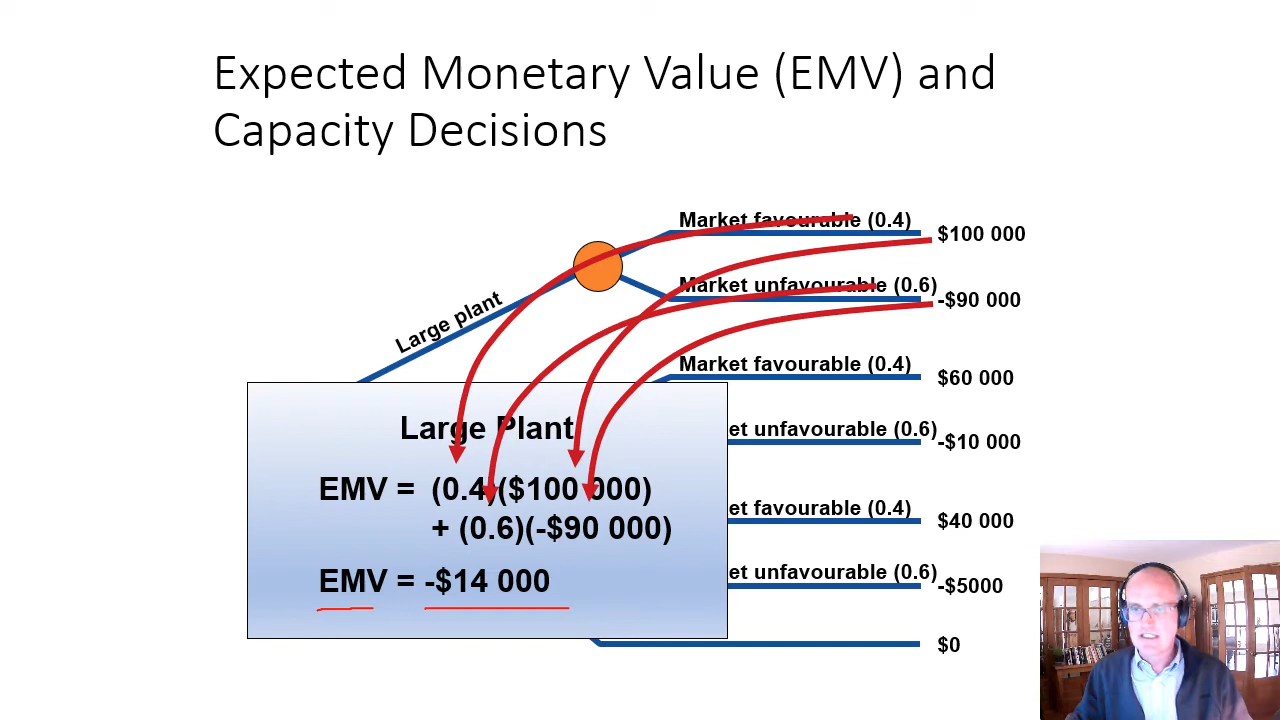 Expected Monetary Value (EMV) and
Capacity Decisions
Market favourable (0.4)
$100 000
Market unfavourable (0.6)
-$90 000
Large plant
Market favourable (0.4)
$60 000
et unfavourable (0.6)
-$10 000
et favourable (0.4)
$40 000
et unfavourable (0.6)
-$5000
$0
Large Plant
EMV = (0.4)($100 000)
+ (0.6)(-$90 000)
EMV = -$14 000